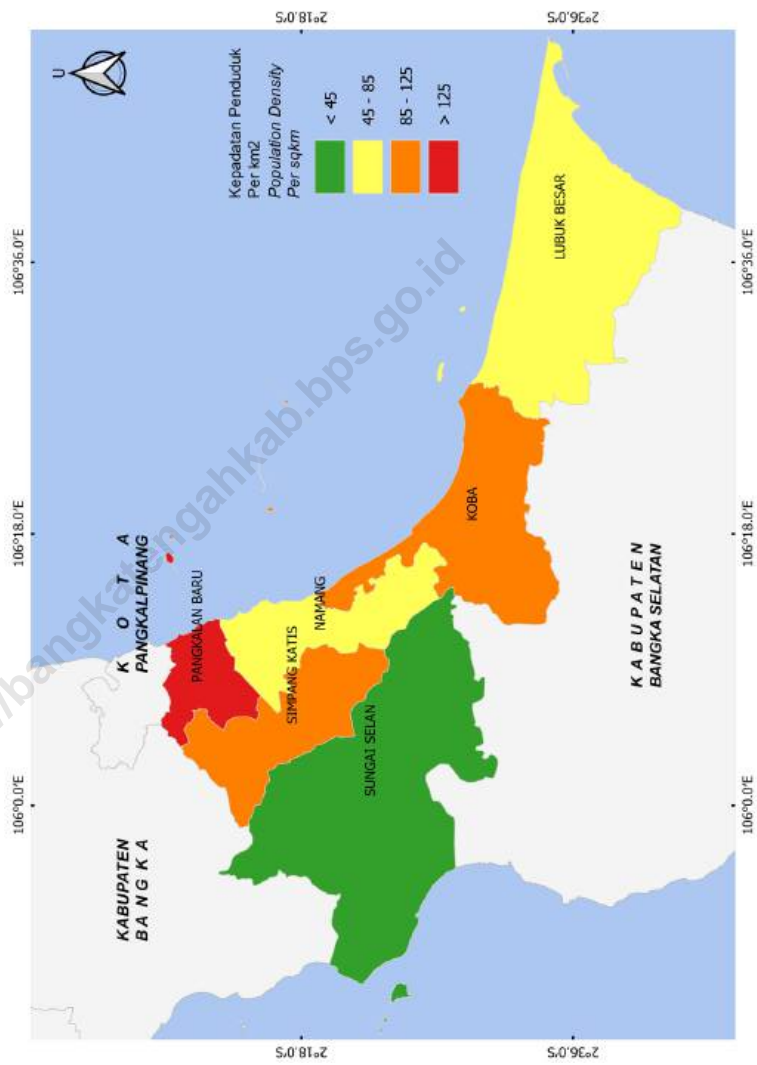 106°0.0'E
106°18.0'E
106°36.0'E
U
KABUPATEN
B A N G K A
K O T A
PANGKALPINANG
Kepadatan Penduduk
Per km2
Population Density
Per sqkm
< 45
45 - 85
85 - 125
> 125
2°18.0'S
2°18.0'S
2°36.0'S
2°36.0'S
PANGKALAN BARU
SIMPANG KATIS
NAMANG
SUNGAI SELAN
KOBA
LUBUK BESAR
K A B U P A T E N
BANGKA SELATAN
106°0.0'E
106°18.0'E
106°36.0'E
/bangkatengahkab.bps.go.id